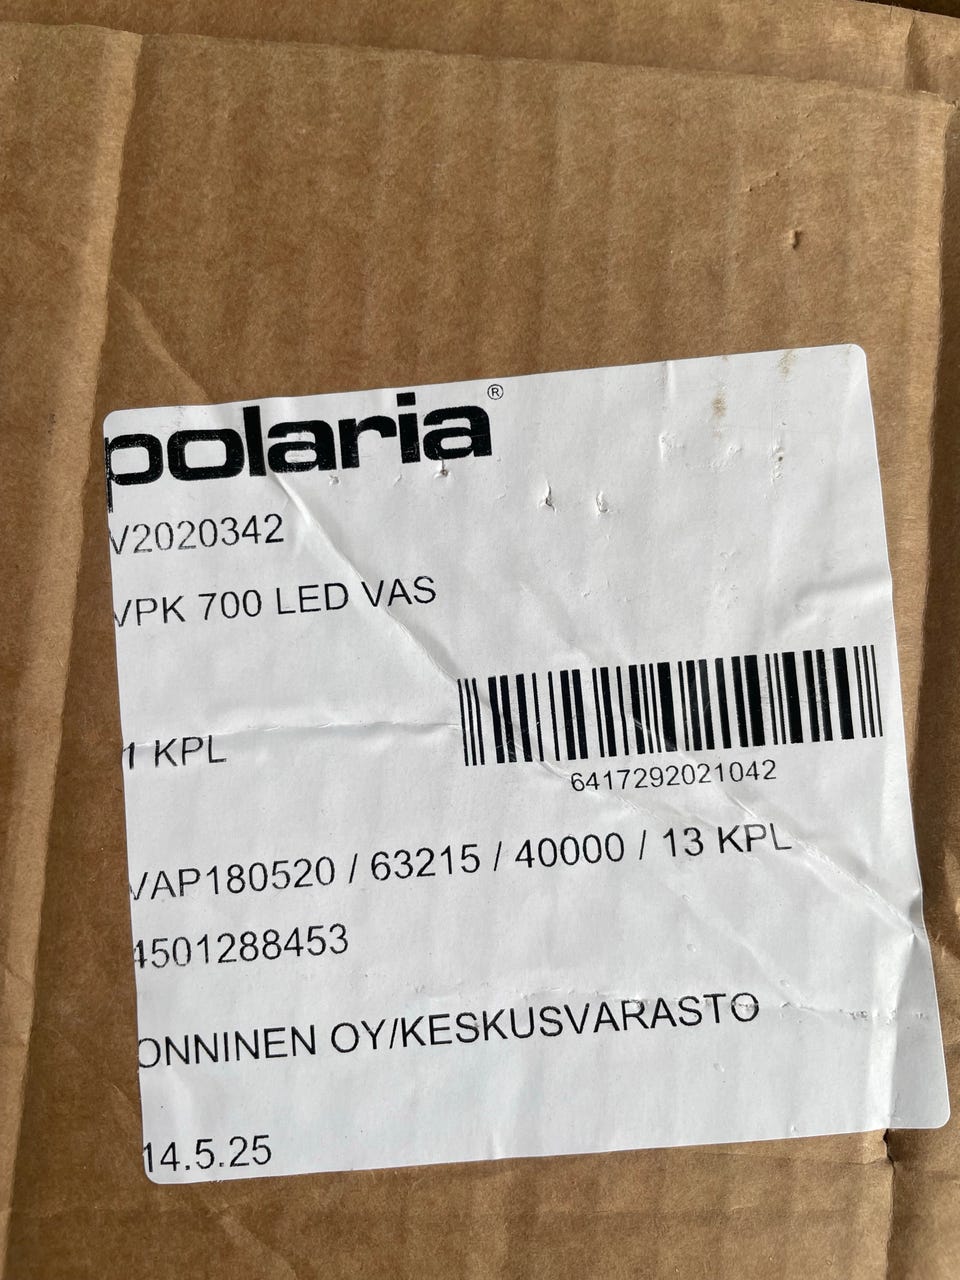 polaria®
V2020342
VPK 700 LED VAS
1 KPL
6417292021042
VAP180520 / 63215 / 40000 / 13 KPL
4501288453
ONNINEN OY/KESKUSVARASTO
14.5.25